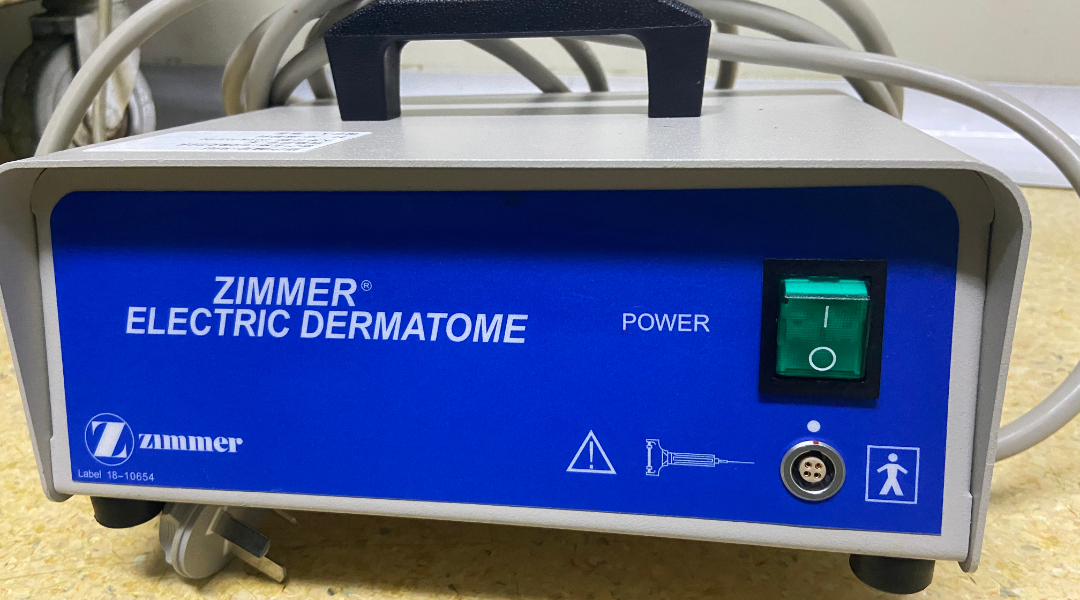 ZIMMER®
ELECTRIC DERMATOME
POWER
I
O
Z zimmer
Label 18-10654